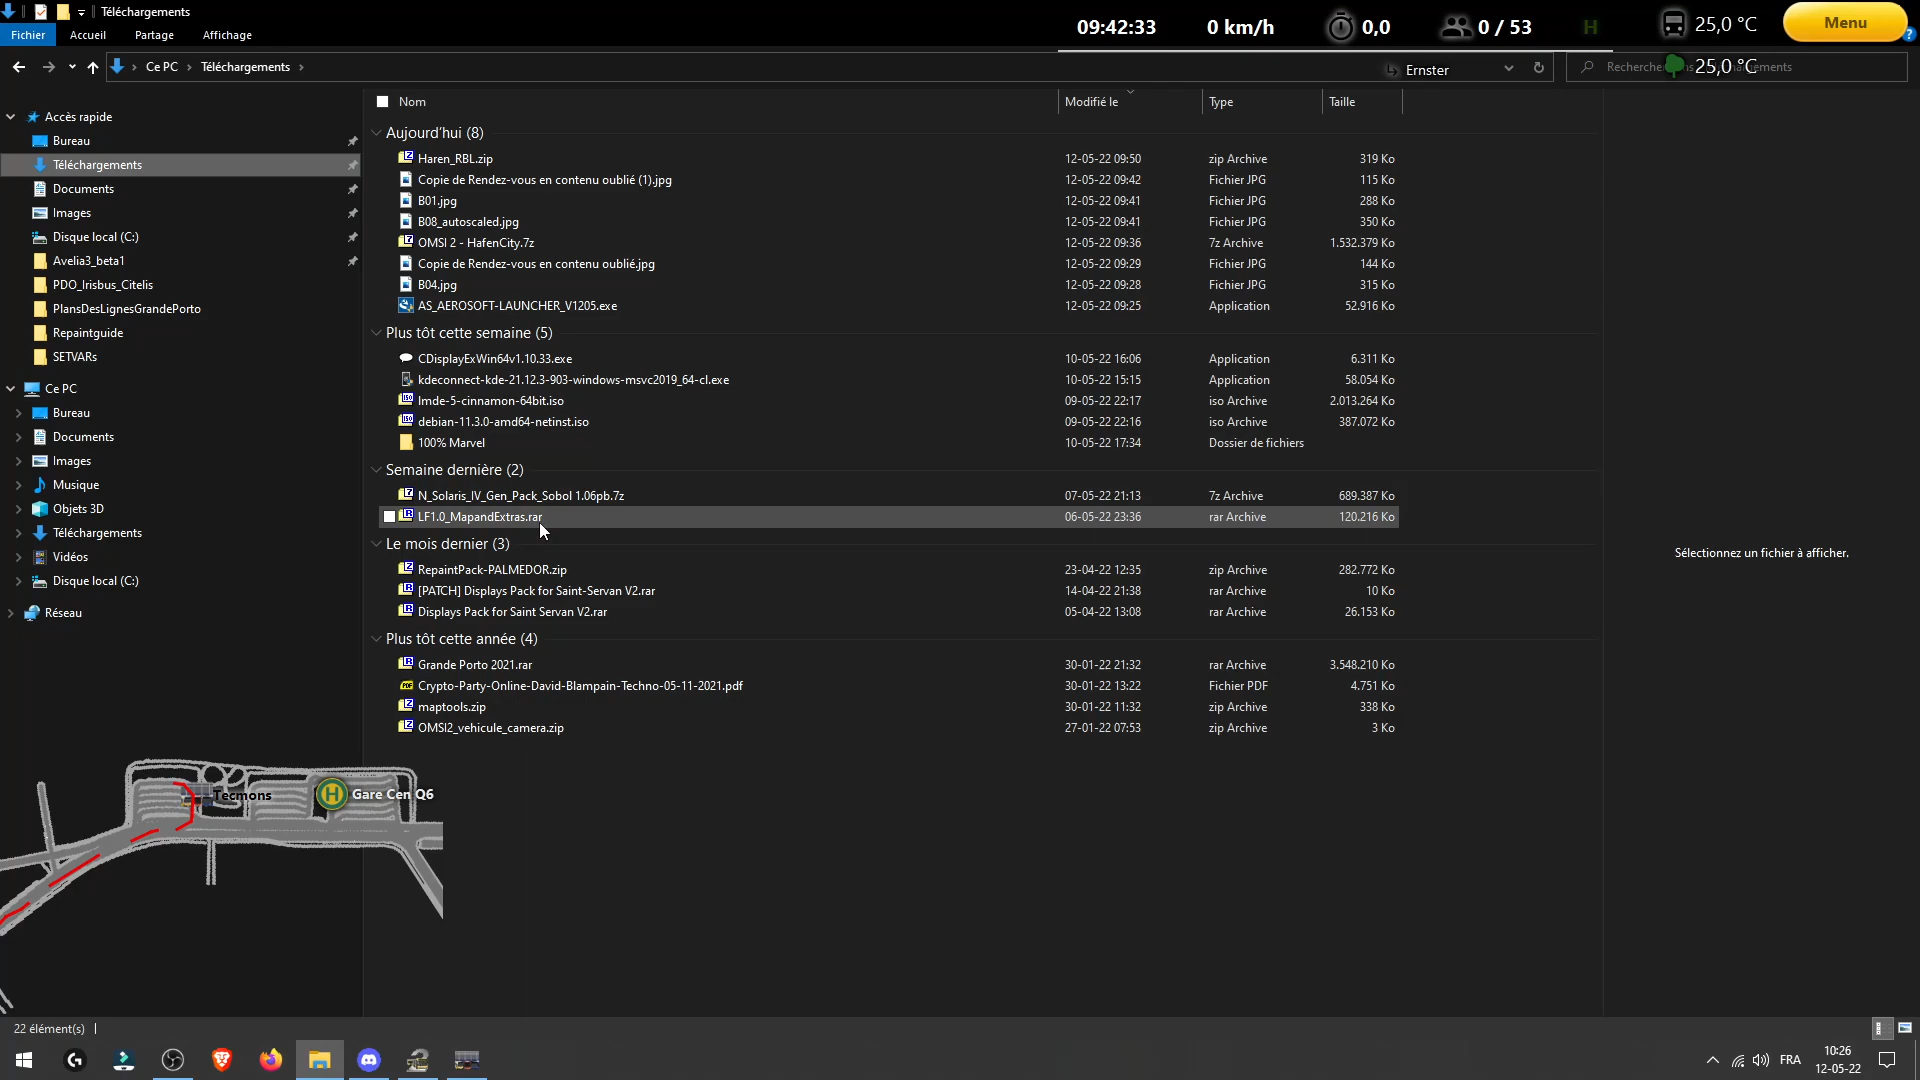 Téléchargements
Fichier Accueil Partage Affichage
09:42:33 0 km/h 0,0 0 / 53 H 25,0 °C Menu
Ce PC Téléchargements Ernster 25,0 °C
Nom Modifié le Type Taille
Accès rapide
Bureau
Téléchargements
Documents
Images
Disque local (C:)
Avelia3_beta1
PDO_Irisbus_Citelis
PlansDesLignesGrandePorto
Repaintguide
SETVARs
Ce PC
Bureau
Documents
Images
Musique
Objets 3D
Téléchargements
Vidéos
Disque local (C:)
Réseau
Aujourd'hui (8)
Haren_RBL.zip 12-05-22 09:50 zip Archive 319 Ko
Copie de Rendez-vous en contenu oublié (1).jpg 12-05-22 09:42 Fichier JPG 115 Ko
B01.jpg 12-05-22 09:41 Fichier JPG 288 Ko
B08_autoscaled.jpg 12-05-22 09:41 Fichier JPG 350 Ko
OMSI 2 - HafenCity.7z 12-05-22 09:36 7z Archive 1.532.379 Ko
Copie de Rendez-vous en contenu oublié.jpg 12-05-22 09:29 Fichier JPG 144 Ko
B04.jpg 12-05-22 09:28 Fichier JPG 315 Ko
AS_AEROSOFT-LAUNCHER_V1205.exe 12-05-22 09:25 Application 52.916 Ko
Plus tôt cette semaine (5)
CDisplayExWin64v1.10.33.exe 10-05-22 16:06 Application 6.311 Ko
kdeconnect-kde-21.12.3-903-windows-msvc2019_64-cl.exe 10-05-22 15:15 Application 58.054 Ko
lmde-5-cinnamon-64bit.iso 09-05-22 22:17 iso Archive 2.013.264 Ko
debian-11.3.0-amd64-netinst.iso 09-05-22 22:16 iso Archive 387.072 Ko
100% Marvel 10-05-22 17:34 Dossier de fichiers
Semaine dernière (2)
N_Solaris_IV_Gen_Pack_Sobol 1.06pb.7z 07-05-22 21:13 7z Archive 689.387 Ko
LF1.0_MapandExtras.rar 06-05-22 23:36 rar Archive 120.216 Ko
Le mois dernier (3)
RepaintPack-PALMEDOR.zip 23-04-22 12:35 zip Archive 282.772 Ko
[PATCH] Displays Pack for Saint-Servan V2.rar 14-04-22 21:38 rar Archive 10 Ko
Displays Pack for Saint Servan V2.rar 05-04-22 13:08 rar Archive 26.153 Ko
Plus tôt cette année (4)
Grande Porto 2021.rar 30-01-22 21:32 rar Archive 3.548.210 Ko
Crypto-Party-Online-David-Blampain-Techno-05-11-2021.pdf 30-01-22 13:22 Fichier PDF 4.751 Ko
maptools.zip 30-01-22 11:32 zip Archive 338 Ko
OMSI2_vehicule_camera.zip 27-01-22 07:53 zip Archive 3 Ko
Sélectionnez un fichier à afficher.
Tecmons H Gare Cen Q6
22 élément(s)
FRA 10:26
12-05-22